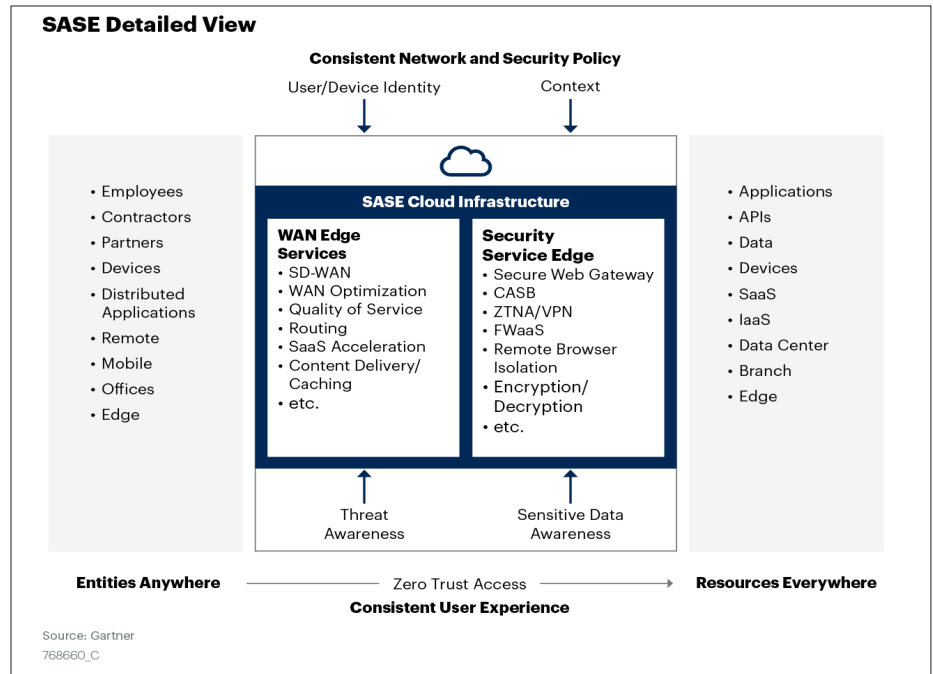 SASE Detailed View
Consistent Network and Security Policy
User/Device Identity
Context
• Employees
• Contractors
• Partners
• Devices
• Distributed
Applications
• Remote
• Mobile
• Offices
• Edge
SASE Cloud Infrastructure
WAN Edge
Services
• SD-WAN
• WAN Optimization
• Quality of Service
• Routing
• SaaS Acceleration
• Content Delivery/
Caching
• etc.
Security
Service Edge
• Secure Web Gateway
• CASB
• ZTNA/VPN
• FWaaS
• Remote Browser
Isolation
• Encryption/
Decryption
• etc.
• Applications
• APIs
• Data
• Devices
• SaaS
• IaaS
• Data Center
• Branch
• Edge
Threat
Awareness
Sensitive Data
Awareness
Entities Anywhere
Zero Trust Access
Resources Everywhere
Consistent User Experience
Source: Gartner
768660_C